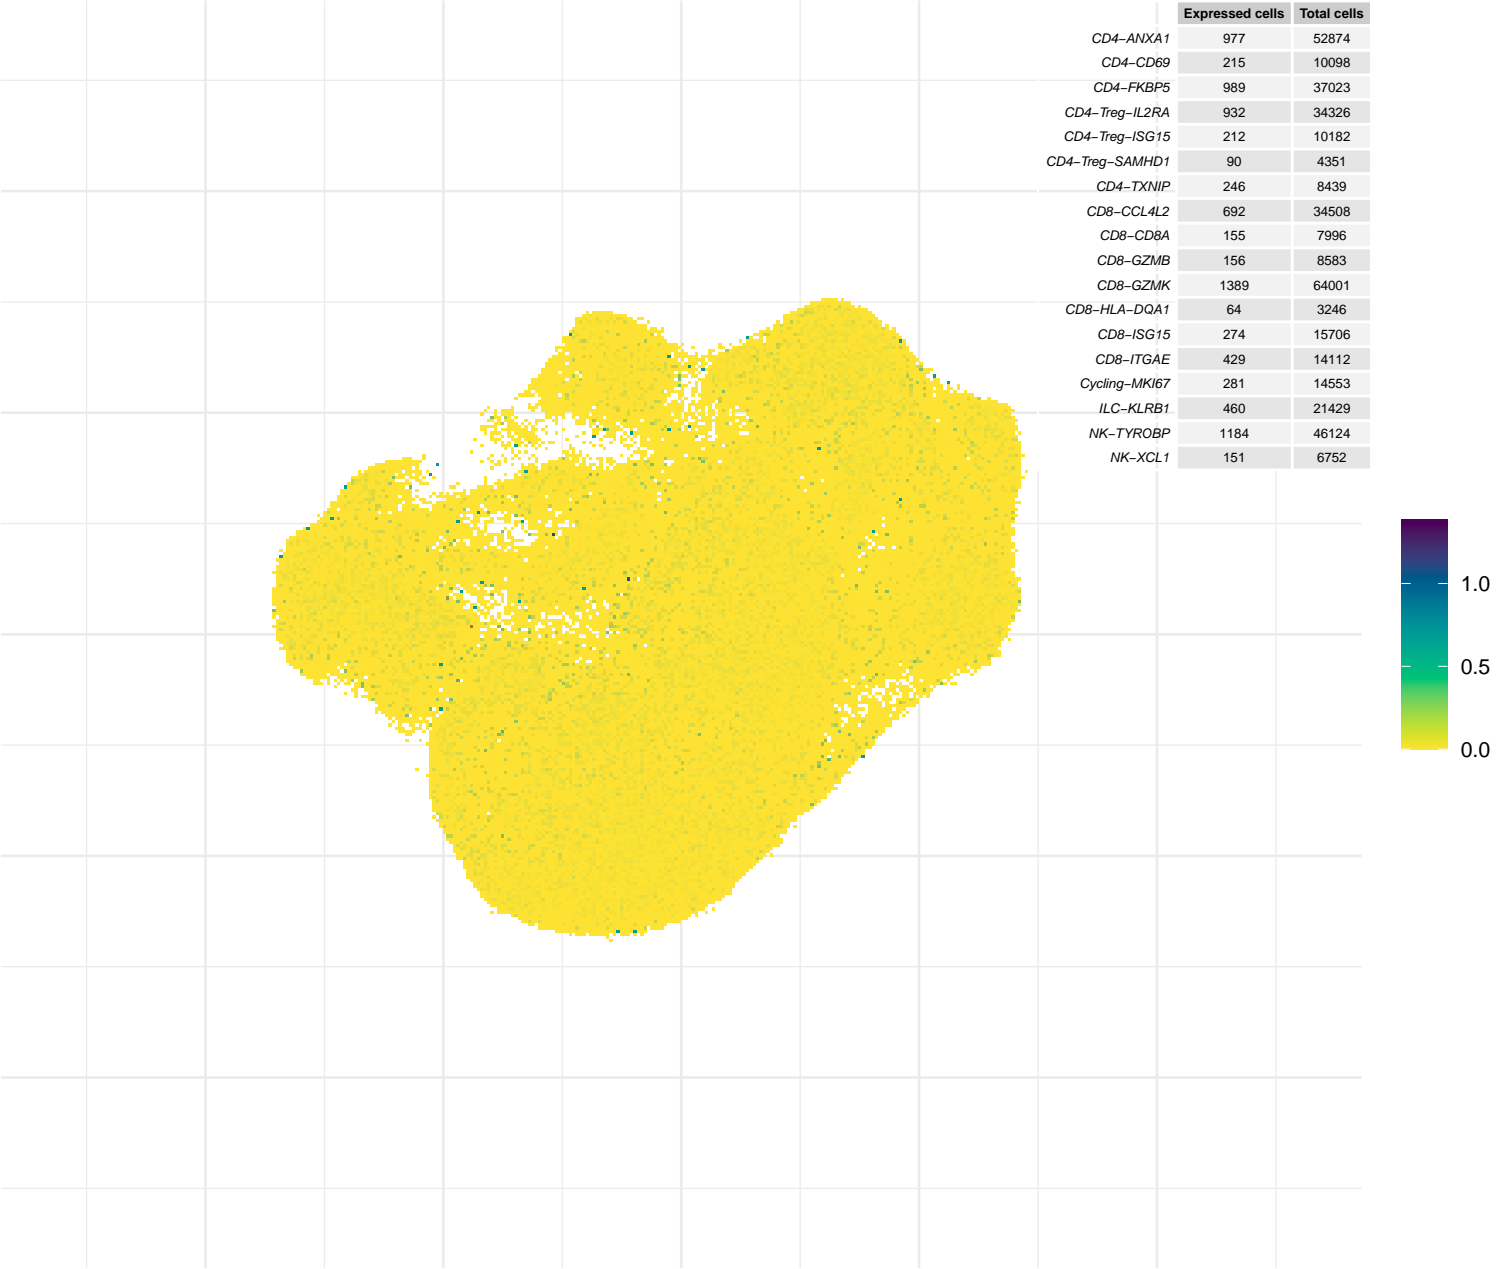 Expressed cells Total cells
CD4−ANXA1 977 52874
CD4−CD69 215 10098
CD4−FKBP5 989 37023
CD4−Treg−IL2RA 932 34326
CD4−Treg−ISG15 212 10182
CD4−Treg−SAMHD1 90 4351
CD4−TXNIP 246 8439
CD8−CCL4L2 692 34508
CD8−CD8A 155 7996
CD8−GZMB 156 8583
CD8−GZMK 1389 64001
CD8−HLA−DQA1 64 3246
CD8−ISG15 274 15706
CD8−ITGAE 429 14112
Cycling−MKI67 281 14553
ILC−KLRB1 460 21429
NK−TYROBP 1184 46124
NK−XCL1 151 6752
1.0
0.5
0.0